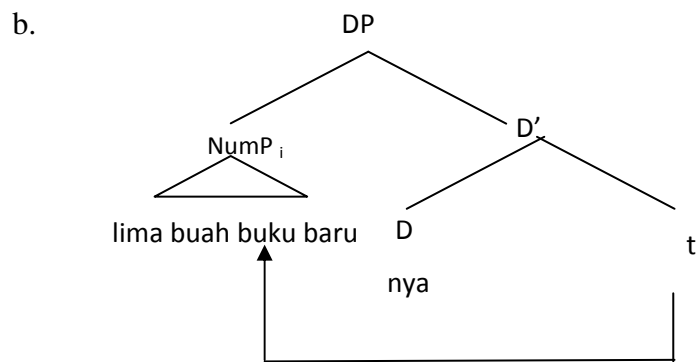 b.
DP
D’
NumP i
lima buah buku baru D
t
nya